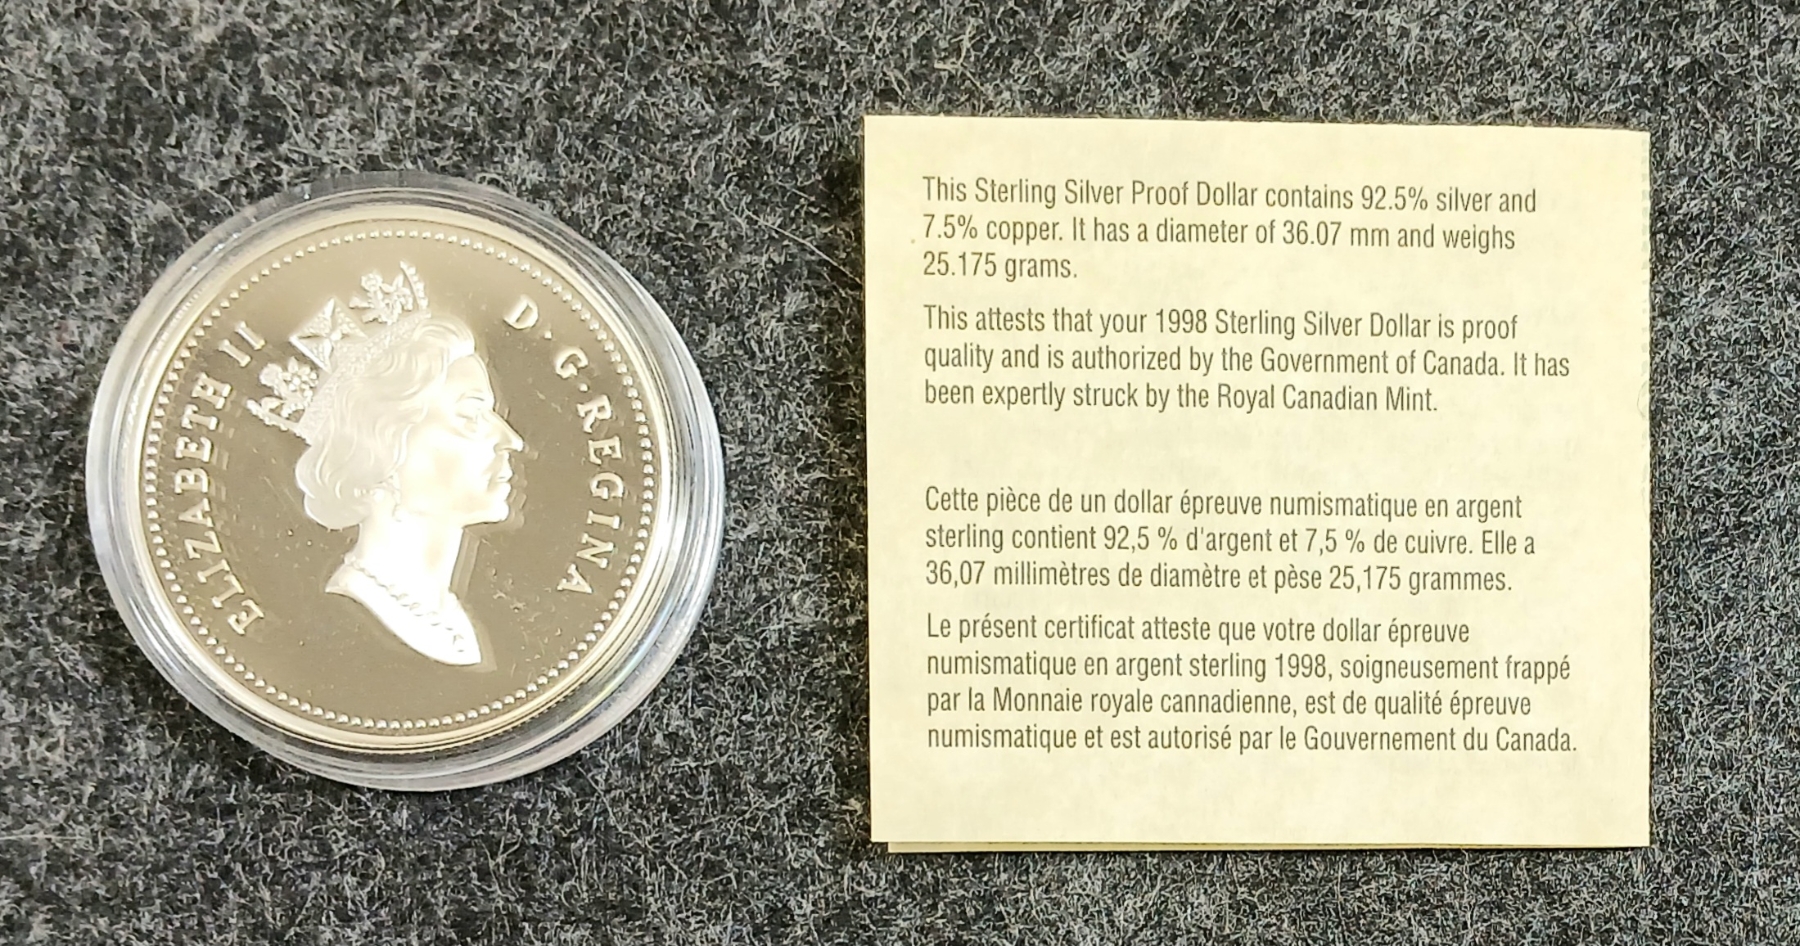 ELIZABETH II D·G·REGINA
This Sterling Silver Proof Dollar contains 92.5% silver and
7.5% copper. It has a diameter of 36.07 mm and weighs
25.175 grams.
This attests that your 1998 Sterling Silver Dollar is proof
quality and is authorized by the Government of Canada. It has
been expertly struck by the Royal Canadian Mint.
Cette pièce de un dollar épreuve numismatique en argent
sterling contient 92,5 % d'argent et 7,5 % de cuivre. Elle a
36,07 millimètres de diamètre et pèse 25,175 grammes.
Le présent certificat atteste que votre dollar épreuve
numismatique en argent sterling 1998, soigneusement frappé
par la Monnaie royale cannadienne, est de qualité épreuve
numismatique et est autorisé par le Gouvernement du Canada.